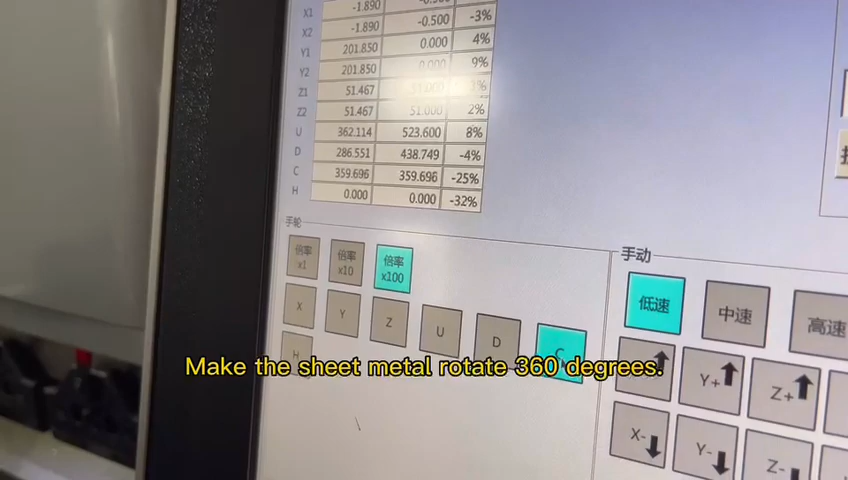 X1 -1.890 -3%
X2 -1.890 -0.500 4%
Y1 201.850 0.000 9%
Y2 201.850 0.000
Z1 51.467 51.000 2%
Z2 51.467 51.000
U 362.114 523.600 8%
D 286.551 438.749 -4%
C 359.696 359.696 -25%
H 0.000 0.000 -32%
手轮
倍率 x1
倍率 x10
倍率 x100
X Y Z U D C
H
手动
低速 中速 高速
Y+ Z+
X- Y- Z-
Make the sheet metal rotate 360 degrees.